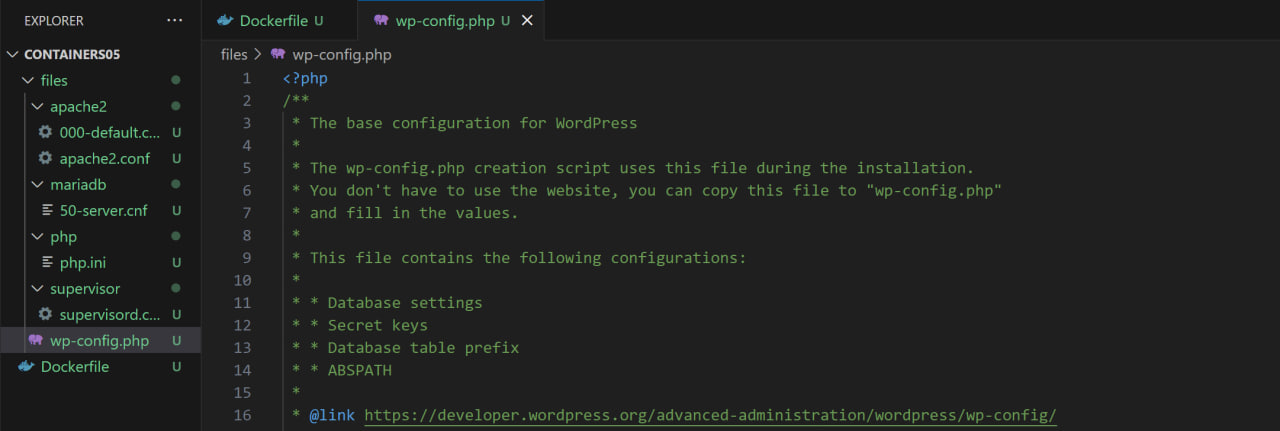 EXPLORER ···
CONTAINERS05
files
apache2
000-default.c... U
apache2.conf U
mariadb
50-server.cnf U
php
php.ini U
supervisor
supervisord.c... U
wp-config.php U
Dockerfile U
Dockerfile U
wp-config.php U
files > wp-config.php
1 <?php
2 /**
3 * The base configuration for WordPress
4 *
5 * The wp-config.php creation script uses this file during the installation.
6 * You don't have to use the website, you can copy this file to "wp-config.php"
7 * and fill in the values.
8 *
9 * This file contains the following configurations:
10 *
11 * * Database settings
12 * * Secret keys
13 * * Database table prefix
14 * * ABSPATH
15 *
16 * @link https://developer.wordpress.org/advanced-administration/wordpress/wp-config/